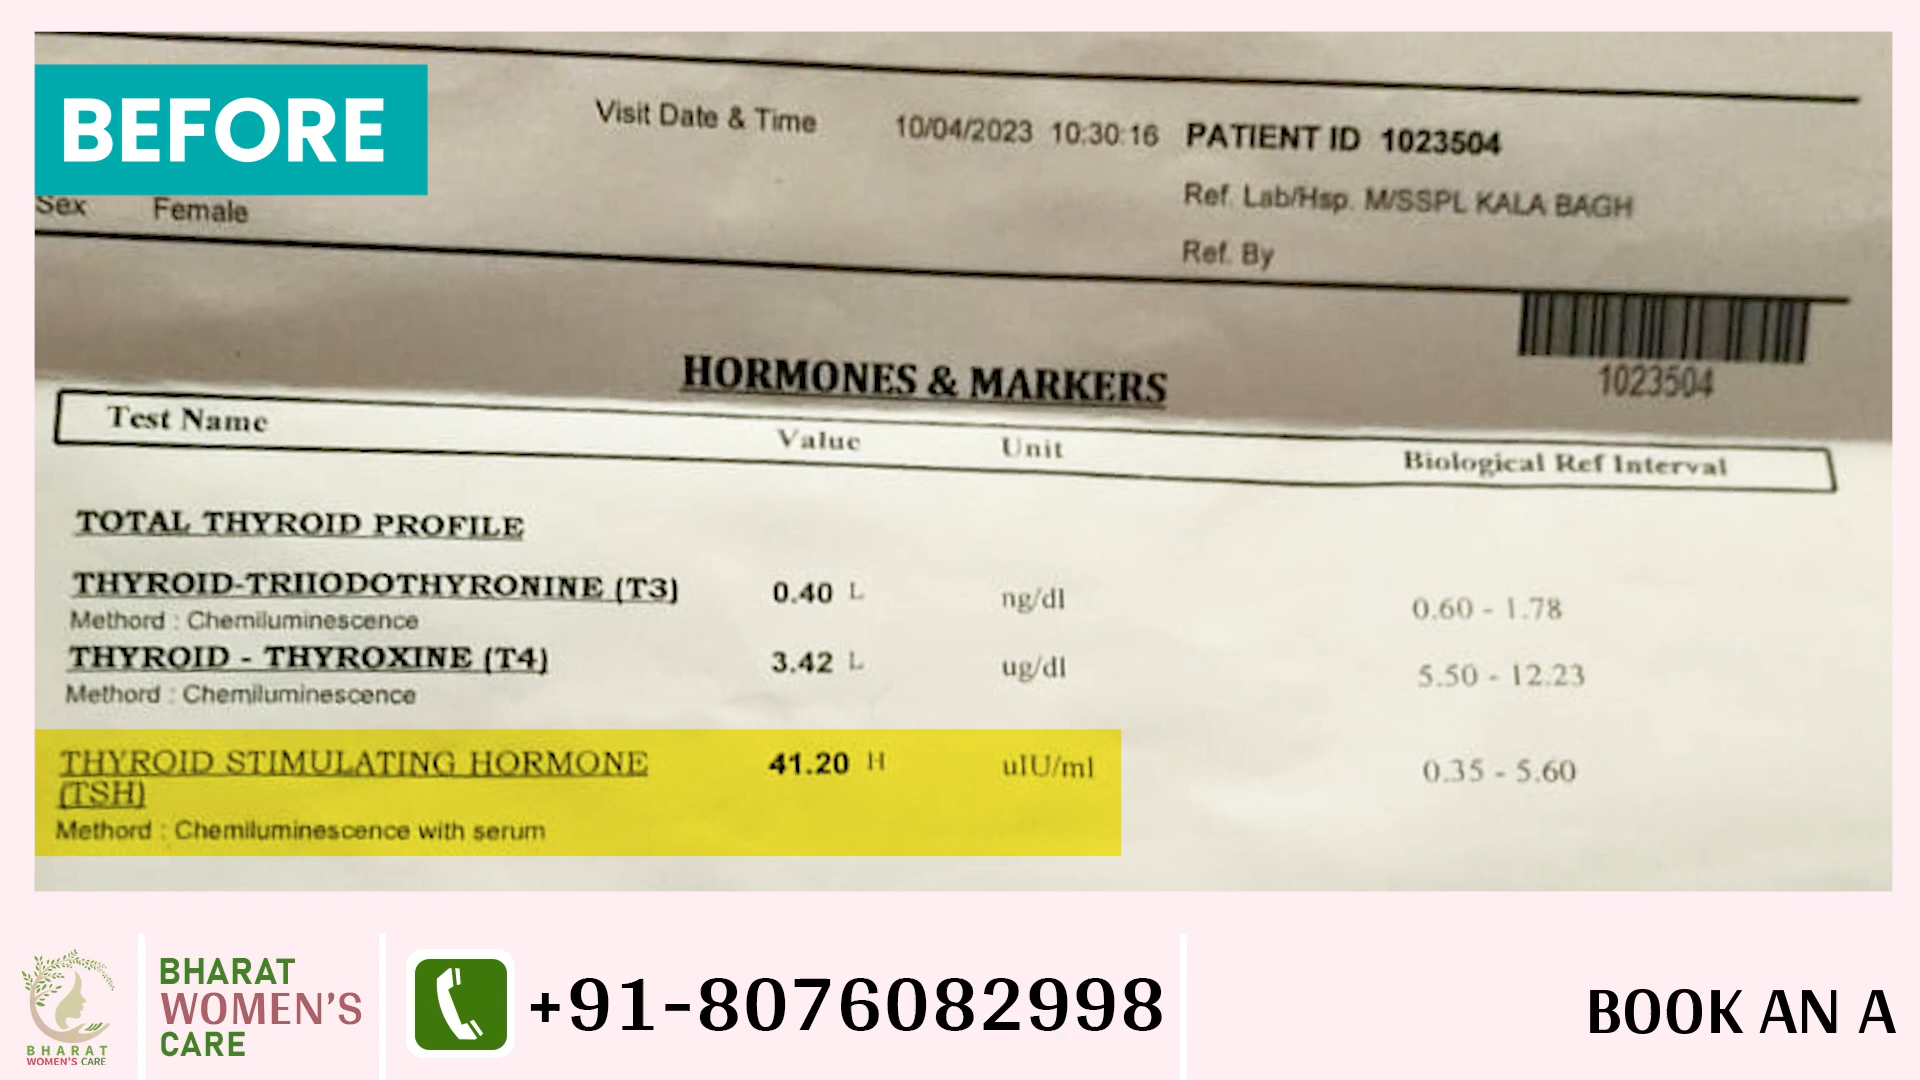 BEFORE
Visit Date & Time 10/04/2023 10:30:16 PATIENT ID 1023504
Sex Female
Ref. Lab/Hsp. M/SSPL KALA BAGH
Ref. By
1023504
HORMONES & MARKERS
Test Name Value Unit Biological Ref Interval
TOTAL THYROID PROFILE
THYROID-TRIIODOTHYRONINE (T3) 0.40 L ng/dl 0.60 - 1.78
Methord : Chemiluminescence
THYROID - THYROXINE (T4) 3.42 L ug/dl 5.50 - 12.23
Methord : Chemiluminescence
THYROID STIMULATING HORMONE 41.20 H uIU/ml 0.35 - 5.60
(TSH)
Methord : Chemiluminescence with serum
BHARAT
WOMEN'S CARE
BHARAT
WOMEN'S
CARE
+91-8076082998
BOOK AN A